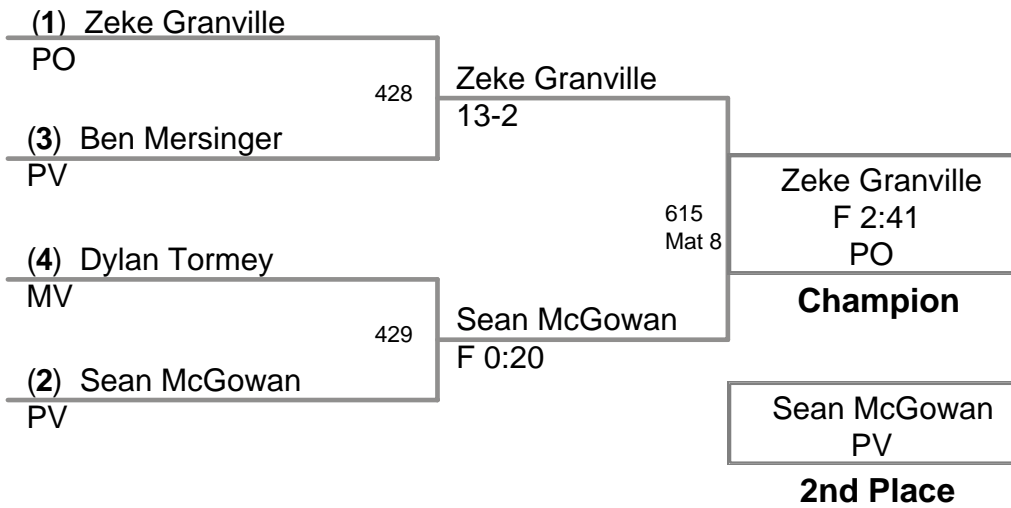 (1) Zeke Granville
PO
428
(3) Ben Mersinger
PV
Zeke Granville
13-2
(4) Dylan Tormey
MV
429
(2) Sean McGowan
PV
Sean McGowan
F 0:20
615
Mat 8
Zeke Granville
F 2:41
PO
Champion
Sean McGowan
PV
2nd Place